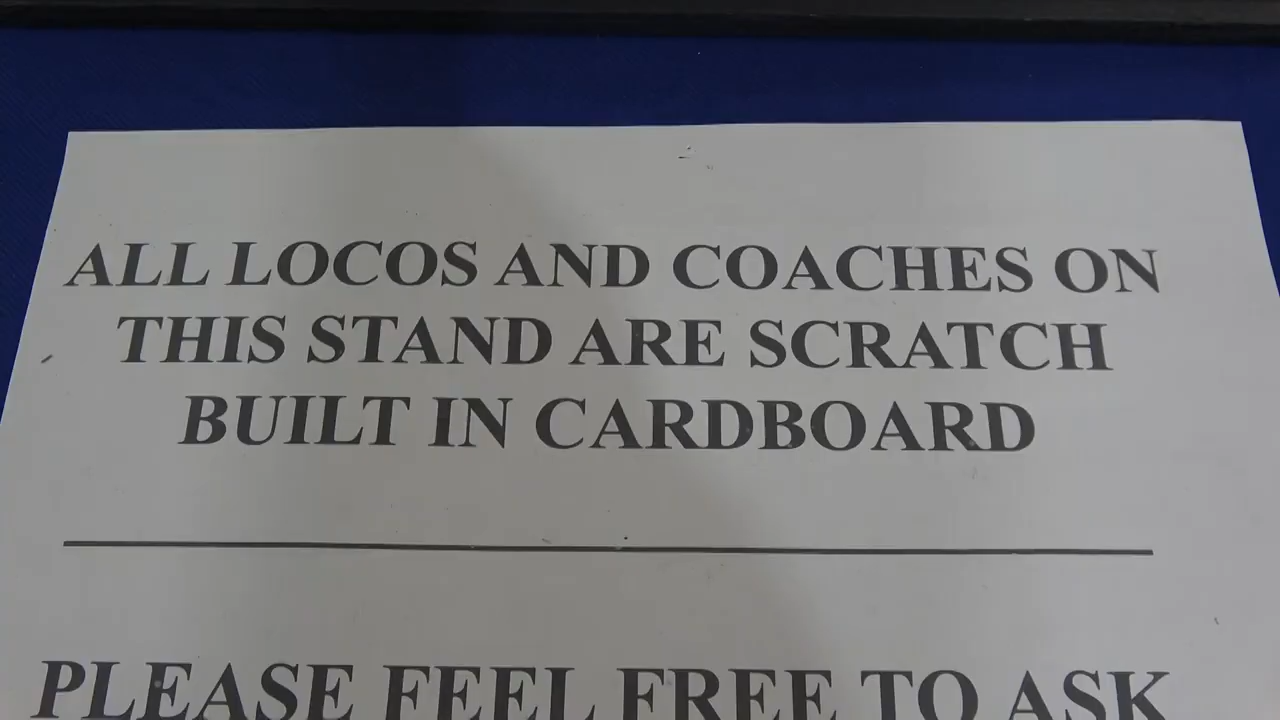 ALL LOCOS AND COACHES ON
THIS STAND ARE SCRATCH
BUILT IN CARDBOARD
PLEASE FEEL FREE TO ASK